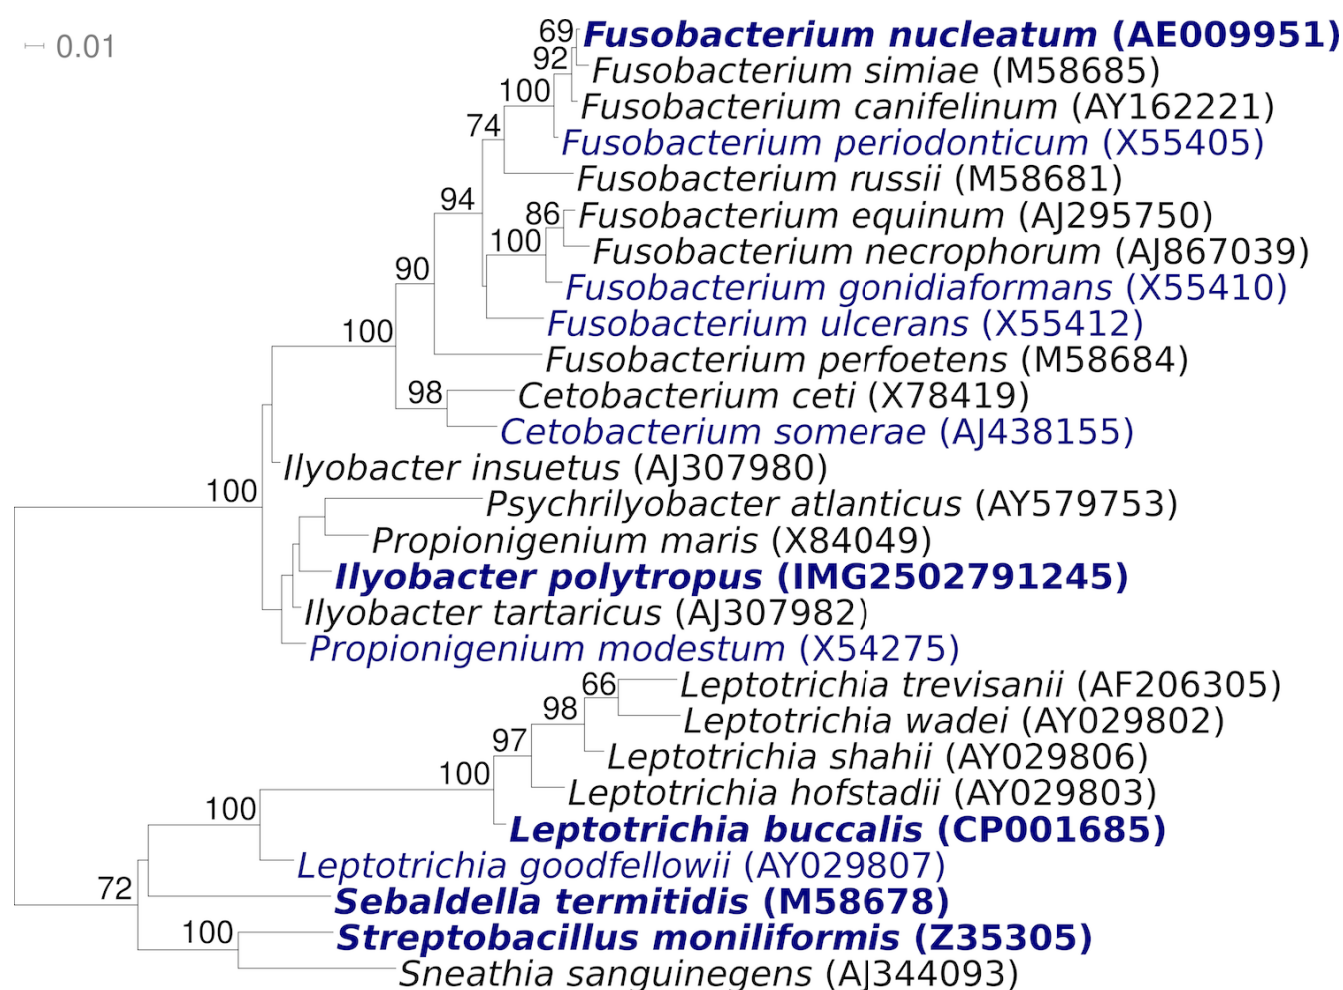 0.01
69
Fusobacterium nucleatum (AE009951)
92
Fusobacterium simiae (M58685)
100
Fusobacterium canifelinum (AY162221)
74
Fusobacterium periodonticum (X55405)
Fusobacterium russii (M58681)
94
86
Fusobacterium equinum (AJ295750)
100
Fusobacterium necrophorum (AJ867039)
90
Fusobacterium gonidiaformans (X55410)
Fusobacterium ulcerans (X55412)
100
Fusobacterium perfoetens (M58684)
98
Cetobacterium ceti (X78419)
Cetobacterium somerae (AJ438155)
Ilyobacter insuetus (AJ307980)
100
Psychrilyobacter atlanticus (AY579753)
Propionigenium maris (X84049)
Ilyobacter polytropus (IMG2502791245)
Ilyobacter tartaricus (AJ307982)
Propionigenium modestum (X54275)
66
Leptotrichia trevisanii (AF206305)
98
Leptotrichia wadei (AY029802)
97
Leptotrichia shahii (AY029806)
100
Leptotrichia hofstadii (AY029803)
100
Leptotrichia buccalis (CP001685)
Leptotrichia goodfellowii (AY029807)
72
Sebaldella termitidis (M58678)
100
Streptobacillus moniliformis (Z35305)
Sneathia sanguinegens (AJ344093)